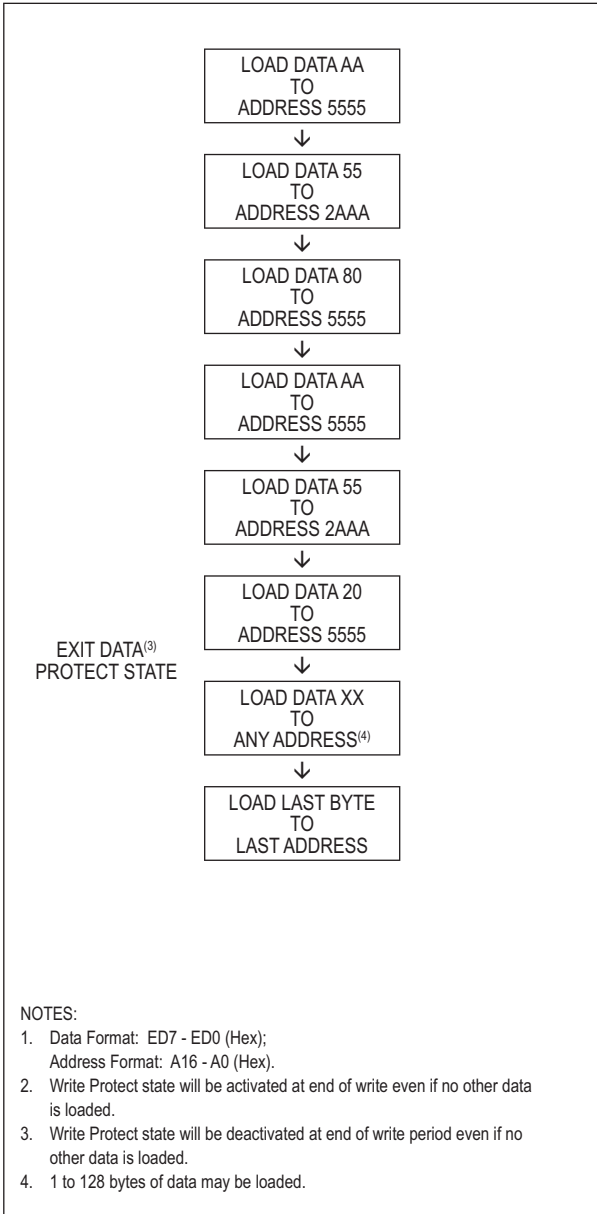 LOAD DATA AA
TO
ADDRESS 5555
↓
LOAD DATA 55
TO
ADDRESS 2AAA
↓
LOAD DATA 80
TO
ADDRESS 5555
↓
LOAD DATA AA
TO
ADDRESS 5555
↓
LOAD DATA 55
TO
ADDRESS 2AAA
↓
LOAD DATA 20
TO
ADDRESS 5555
EXIT DATA(3)
PROTECT STATE
↓
LOAD DATA XX
TO
ANY ADDRESS(4)
↓
LOAD LAST BYTE
TO
LAST ADDRESS
NOTES:
1. Data Format: ED7 - ED0 (Hex);
Address Format: A16 - A0 (Hex).
2. Write Protect state will be activated at end of write even if no other data
is loaded.
3. Write Protect state will be deactivated at end of write period even if no
other data is loaded.
4. 1 to 128 bytes of data may be loaded.